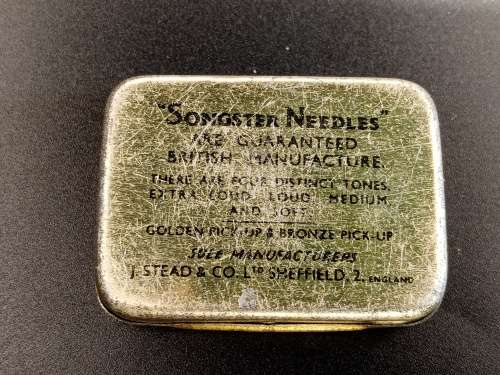 "SONGSTER NEEDLES"
ARE GUARANTEED
BRITISH MANUFACTURE.
THERE ARE FOUR DISTINCT TONES,
EXTRA LOUD, LOUD, MEDIUM,
AND SOFT.
GOLDEN PICK-UP & BRONZE PICK-UP
SOLE MANUFACTURERS
J. STEAD & CO. LTD SHEFFIELD, 2. ENGLAND